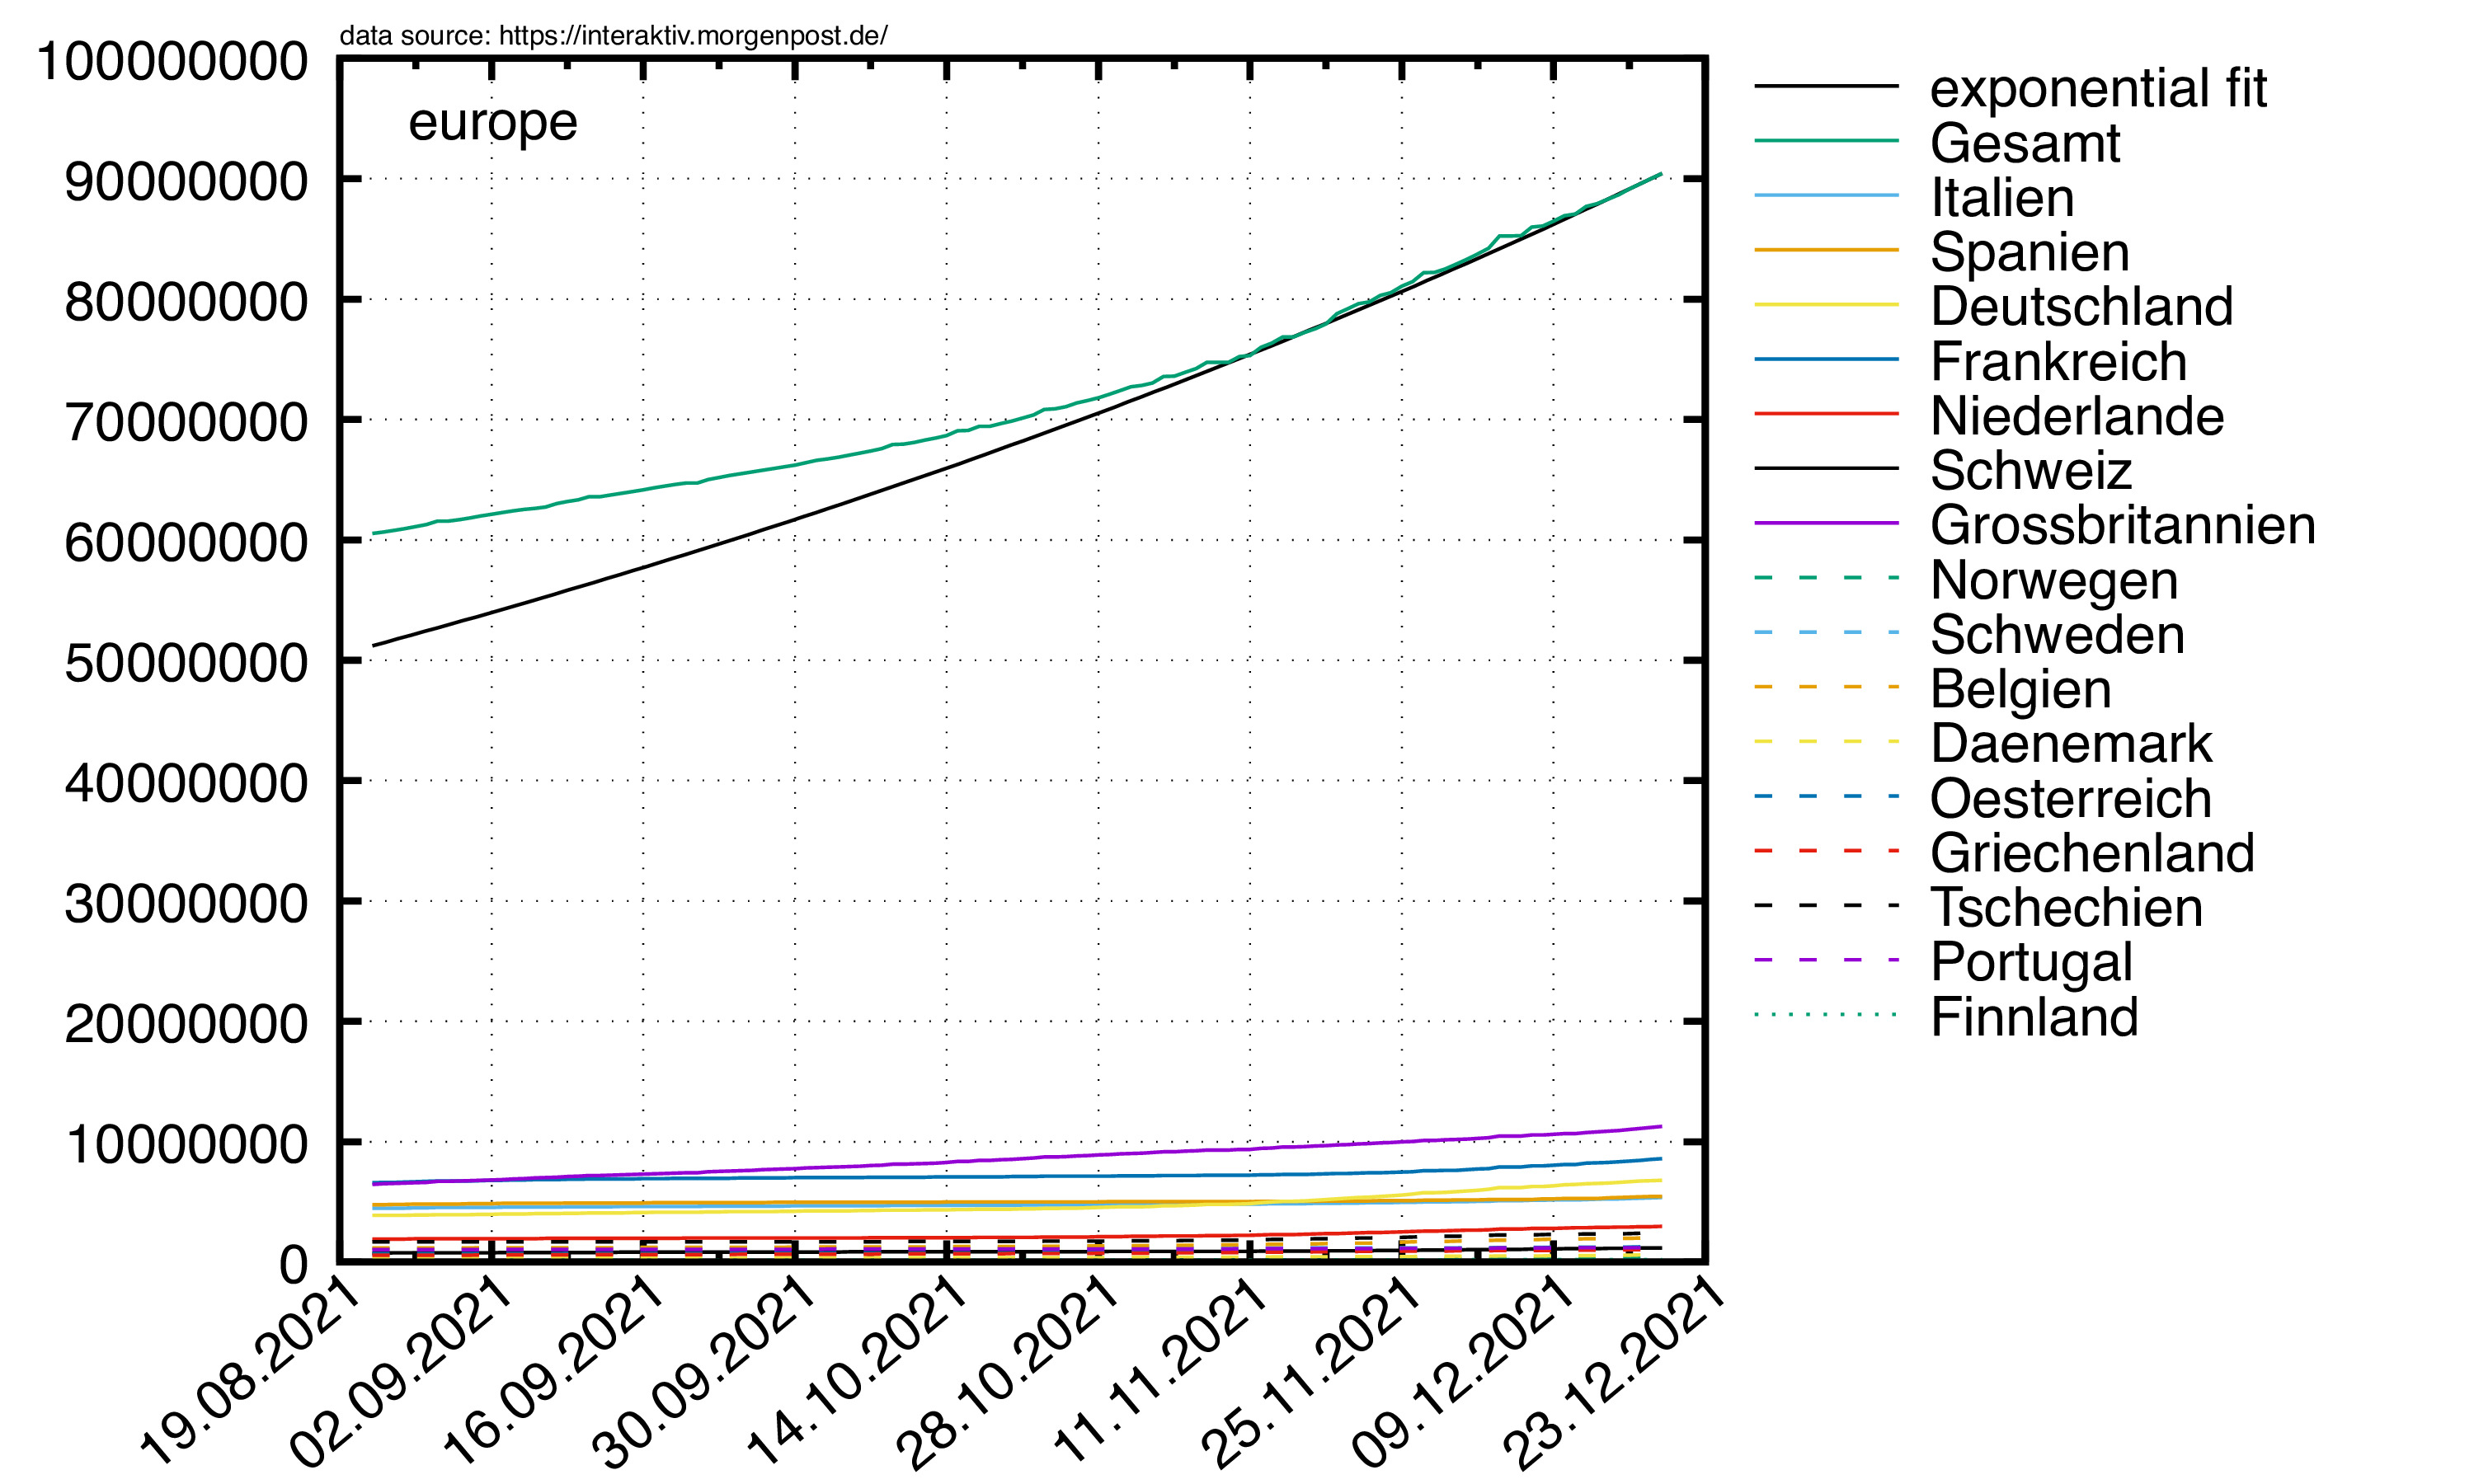 data source: https://interaktiv.morgenpost.de/
europe
100000000
90000000
80000000
70000000
60000000
50000000
40000000
30000000
20000000
10000000
0
19.08.2021
02.09.2021
16.09.2021
30.09.2021
14.10.2021
28.10.2021
11.11.2021
25.11.2021
09.12.2021
23.12.2021
exponential fit
Gesamt
Italien
Spanien
Deutschland
Frankreich
Niederlande
Schweiz
Grossbritannien
Norwegen
Schweden
Belgien
Daenemark
Oesterreich
Griechenland
Tschechien
Portugal
Finnland